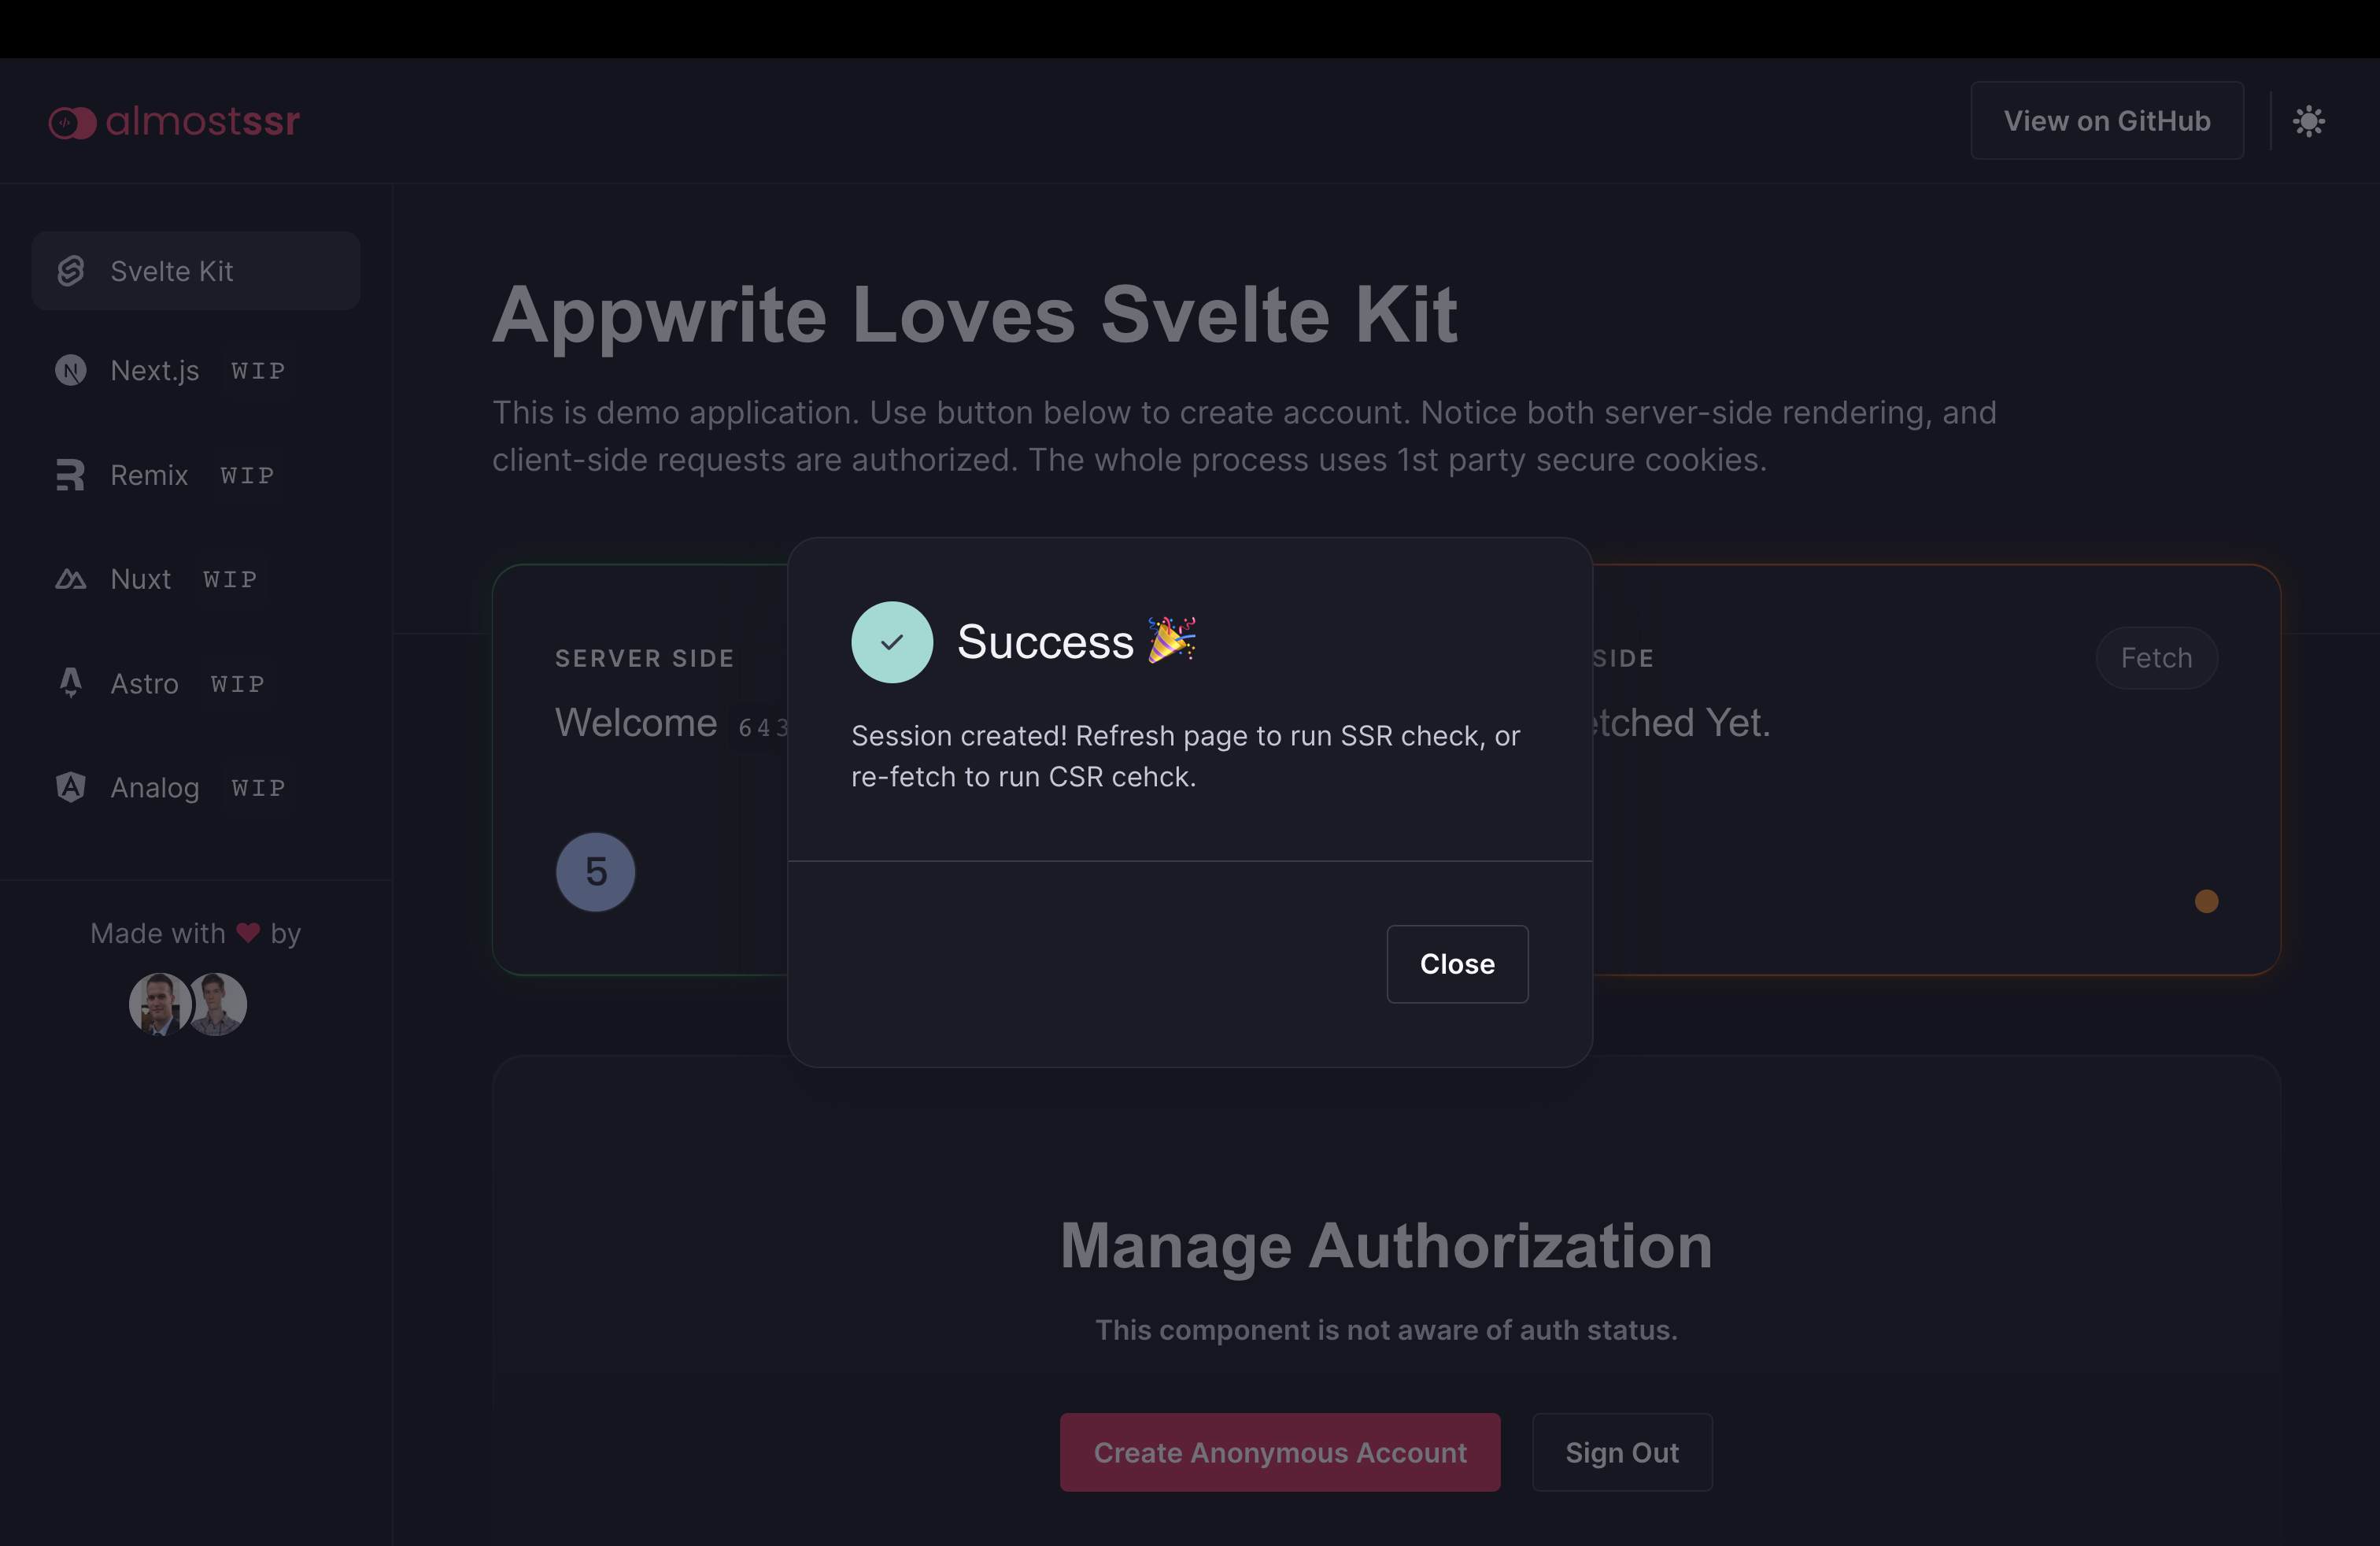 almostssr
View on GitHub
Svelte Kit
Next.js WIP
Remix WIP
Nuxt WIP
Astro WIP
Analog WIP
Made with ❤ by
Appwrite Loves Svelte Kit
This is demo application. Use button below to create account. Notice both server-side rendering, and
client-side requests are authorized. The whole process uses 1st party secure cookies.
SERVER SIDE
Welcome 643
5
SIDE
Fetch
etched Yet.
Success 🎉
Session created! Refresh page to run SSR check, or
re-fetch to run CSR cehck.
Close
Manage Authorization
This component is not aware of auth status.
Create Anonymous Account
Sign Out